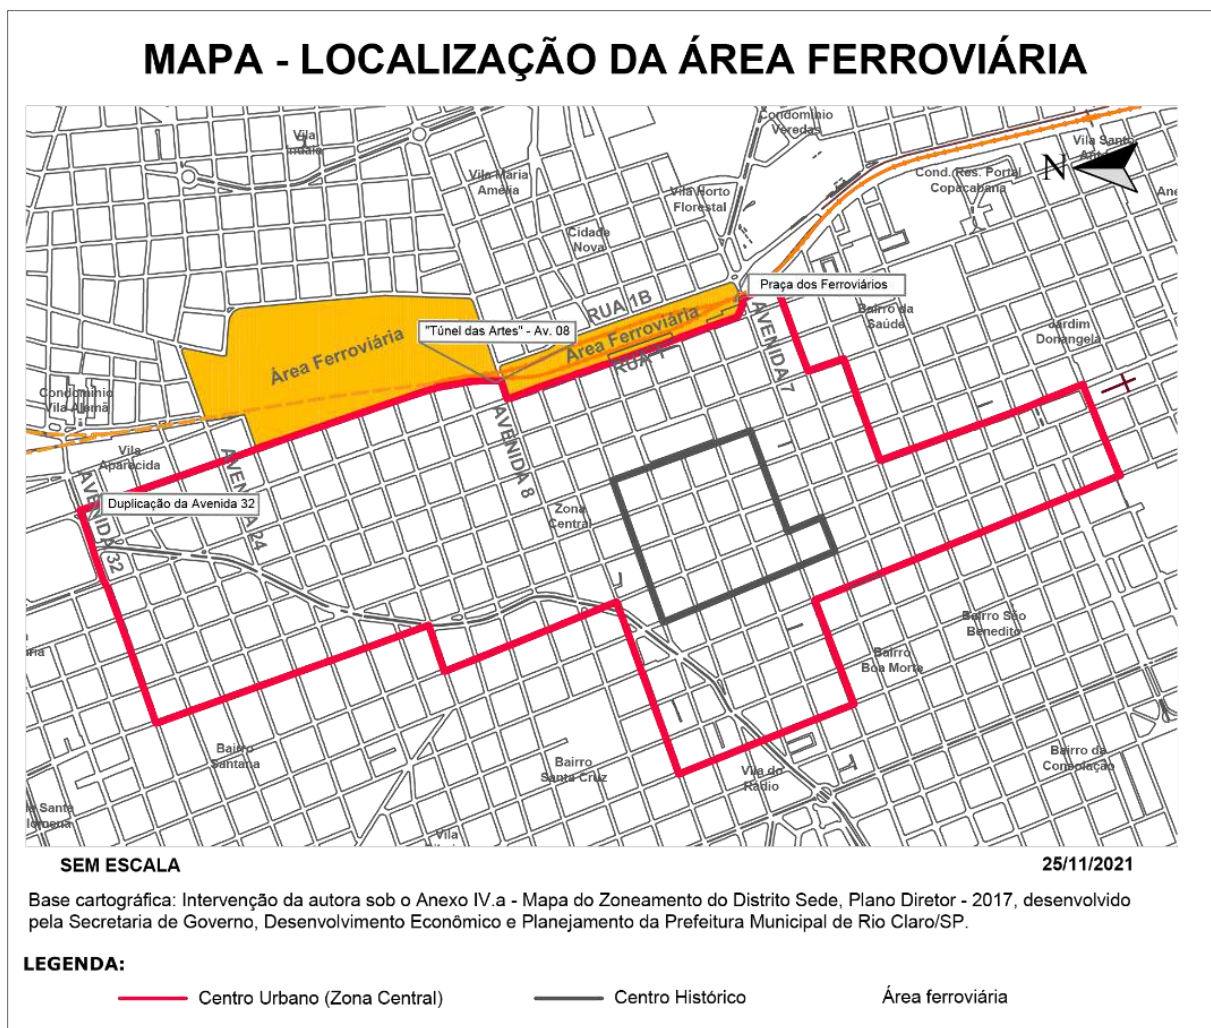 MAPA - LOCALIZAÇÃO DA ÁREA FERROVIÁRIA
Condomínio
Veredas
Vila
Indaiá
Vila Santo
Vila Maria
Amélia
N
Cond. Res. Portal
Copacabana
Vila Horto
Florestal
Cidade
Nova
Praça dos Ferroviários
RUA 1B
Bairro da
Saúde
"Túnel das Artes" - Av. 08
Área Ferroviária
Área Ferroviária
RUA 1
AVENIDA 7
Jardim
Donangela
Condomínio
Vila Alemã
AVENIDA 8
Vila
Aparecida
AVENIDA 24
Duplicação da Avenida 32
AVENIDA 32
Zona
Central
Bairro São
Benedito
Bairro
Boa Morte
Bairro
Santana
Bairro
Santa Cruz
Vila do
Rádio
Bairro da
Consolação
Santa
Vila
SEM ESCALA
25/11/2021
Base cartográfica: Intervenção da autora sob o Anexo IV.a - Mapa do Zoneamento do Distrito Sede, Plano Diretor - 2017, desenvolvido
pela Secretaria de Governo, Desenvolvimento Econômico e Planejamento da Prefeitura Municipal de Rio Claro/SP.
LEGENDA:
Centro Urbano (Zona Central)
Centro Histórico
Área ferroviária